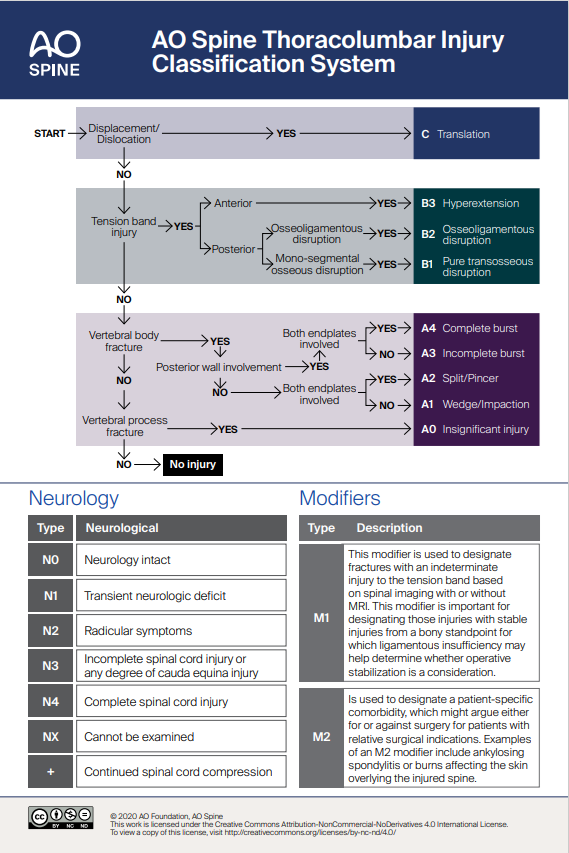 AO
SPINE
AO Spine Thoracolumbar Injury
Classification System
START
Displacement/
Dislocation
YES
C Translation
NO
Tension band
injury
YES
Anterior
YES
B3 Hyperextension
Posterior
Osseoligamentous
disruption
YES
B2 Osseoligamentous
disruption
Mono-segmental
osseous disruption
YES
B1 Pure transosseous
disruption
NO
Vertebral body
fracture
YES
Posterior wall involvement
YES
Both endplates
involved
YES
A4 Complete burst
NO
A3 Incomplete burst
NO
Both endplates
involved
YES
A2 Split/Pincer
NO
A1 Wedge/Impaction
NO
Vertebral process
fracture
YES
A0 Insignificant injury
NO
No injury
Neurology
Type Neurological
N0 Neurology intact
N1 Transient neurologic deficit
N2 Radicular symptoms
N3 Incomplete spinal cord injury or
any degree of cauda equina injury
N4 Complete spinal cord injury
NX Cannot be examined
+ Continued spinal cord compression
Modifiers
Type Description
M1
This modifier is used to designate
fractures with an indeterminate
injury to the tension band based
on spinal imaging with or without
MRI. This modifier is important for
designating those injuries with stable
injuries from a bony standpoint for
which ligamentous insufficiency may
help determine whether operative
stabilization is a consideration.
M2
Is used to designate a patient-specific
comorbidity, which might argue either
for or against surgery for patients with
relative surgical indications. Examples
of an M2 modifier include ankylosing
spondylitis or burns affecting the skin
overlying the injured spine.
cc
BY NC ND
© 2020 AO Foundation, AO Spine
This work is licensed under the Creative Commons Attribution-NonCommercial-NoDerivatives 4.0 International License.
To view a copy of this license, visit http://creativecommons.org/licenses/by-nc-nd/4.0/